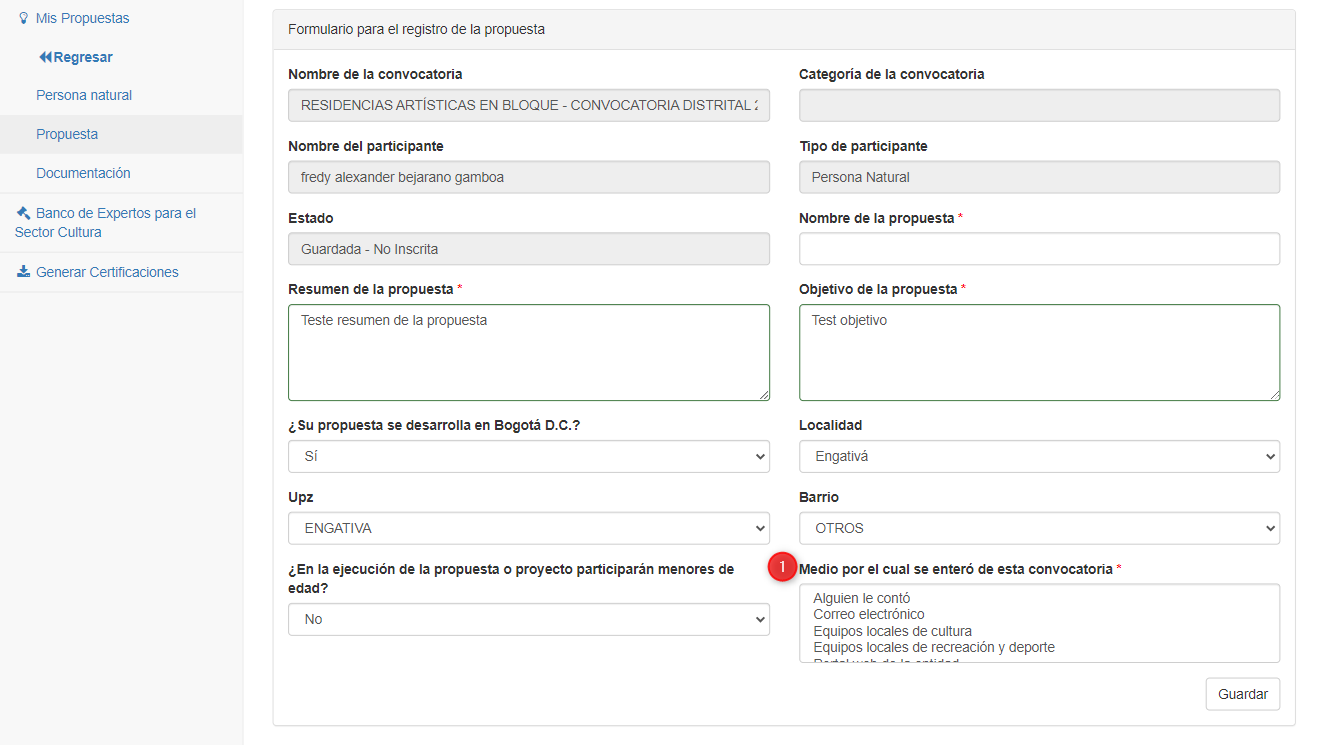 Mis Propuestas
Regresar
Persona natural
Propuesta
Documentación
Banco de Expertos para el
Sector Cultura
Generar Certificaciones
Formulario para el registro de la propuesta
Nombre de la convocatoria
Categoría de la convocatoria
RESIDENCIAS ARTÍSTICAS EN BLOQUE - CONVOCATORIA DISTRITAL
Nombre del participante
Tipo de participante
fredy alexander bejarano gamboa
Persona Natural
Estado
Nombre de la propuesta *
Guardada - No Inscrita
Resumen de la propuesta *
Objetivo de la propuesta *
Teste resumen de la propuesta
Test objetivo
¿Su propuesta se desarrolla en Bogotá D.C.?
Localidad
Sí
Engativá
Upz
Barrio
ENGATIVA
OTROS
¿En la ejecución de la propuesta o proyecto participarán menores de
edad?
No
1
Medio por el cual se enteró de esta convocatoria *
Alguien le contó
Correo electrónico
Equipos locales de cultura
Equipos locales de recreación y deporte
Portal web de la entidad
Guardar